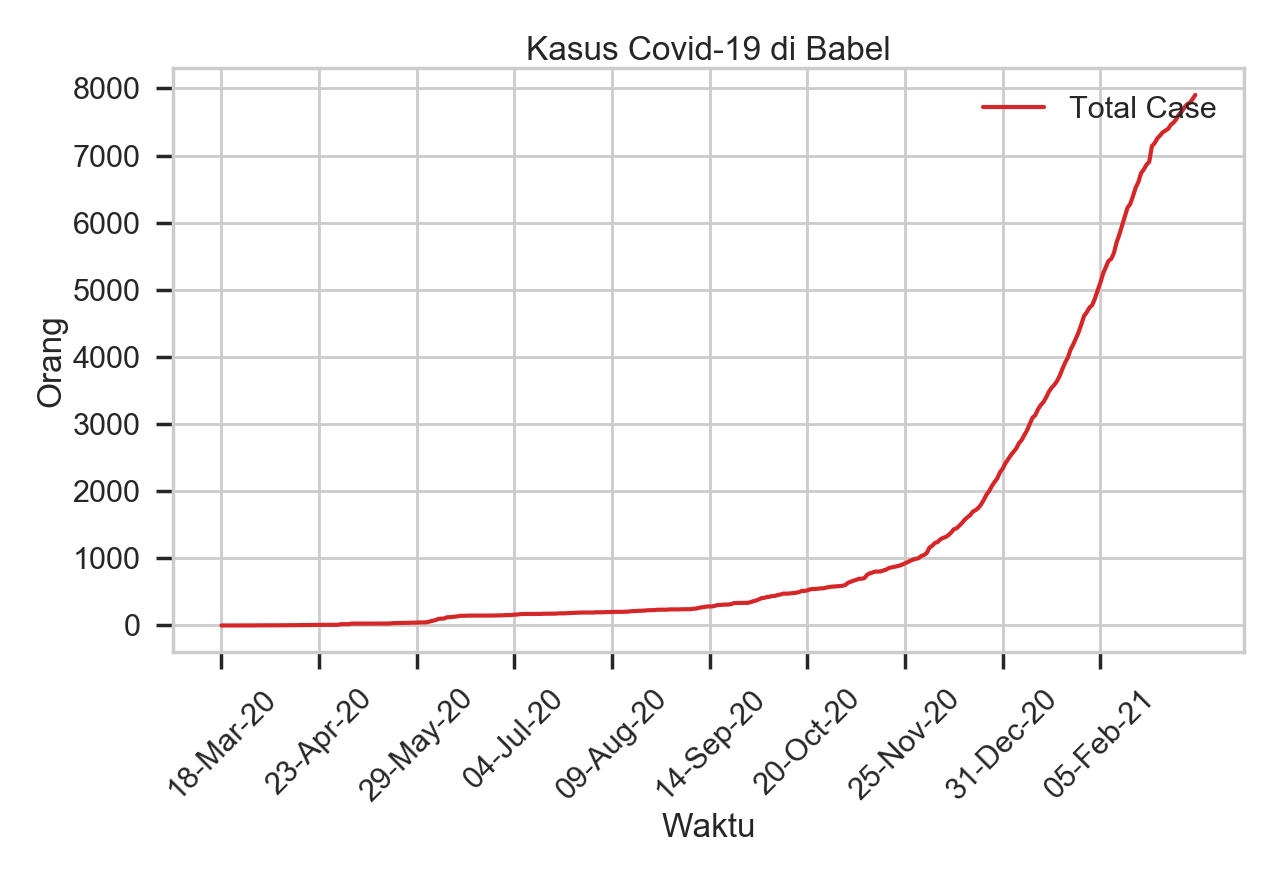 Kasus Covid-19 di Babel
Total Case
8000
7000
6000
5000
4000
3000
2000
1000
0
Orang
18-Mar-20
23-Apr-20
29-May-20
04-Jul-20
09-Aug-20
14-Sep-20
20-Oct-20
25-Nov-20
31-Dec-20
05-Feb-21
Waktu